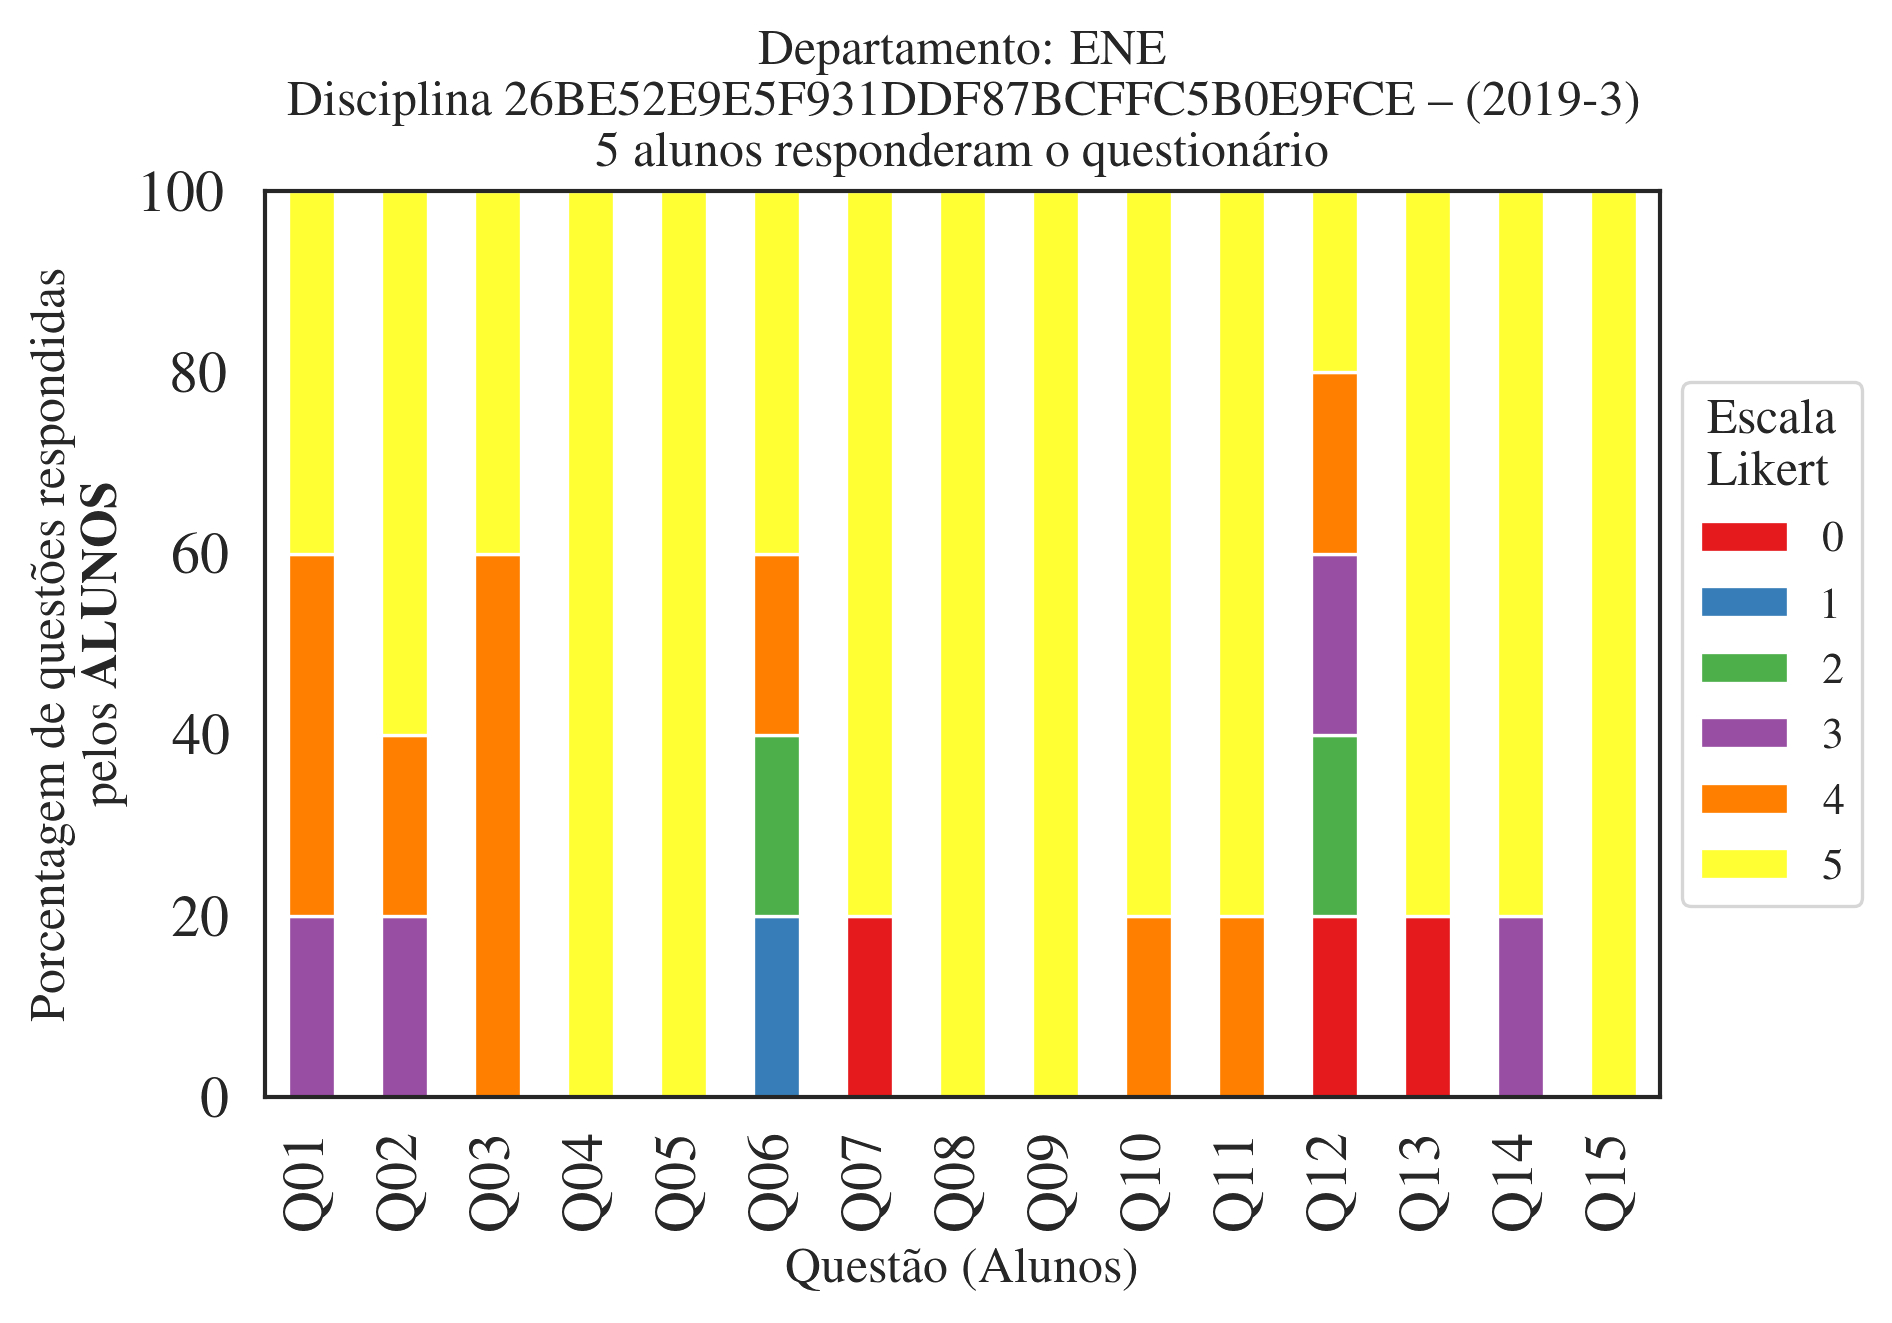 Departamento: ENE
Disciplina 26BE52E9E5F931DDF87BCFFC5B0E9FCE – (2019-3)
5 alunos responderam o questionário
Porcentagem de questões respondidas
pelos ALUNOS
100
80
60
40
20
0
Q01
Q02
Q03
Q04
Q05
Q06
Q07
Q08
Q09
Q10
Q11
Q12
Q13
Q14
Q15
Questão (Alunos)
Escala
Likert
0
1
2
3
4
5